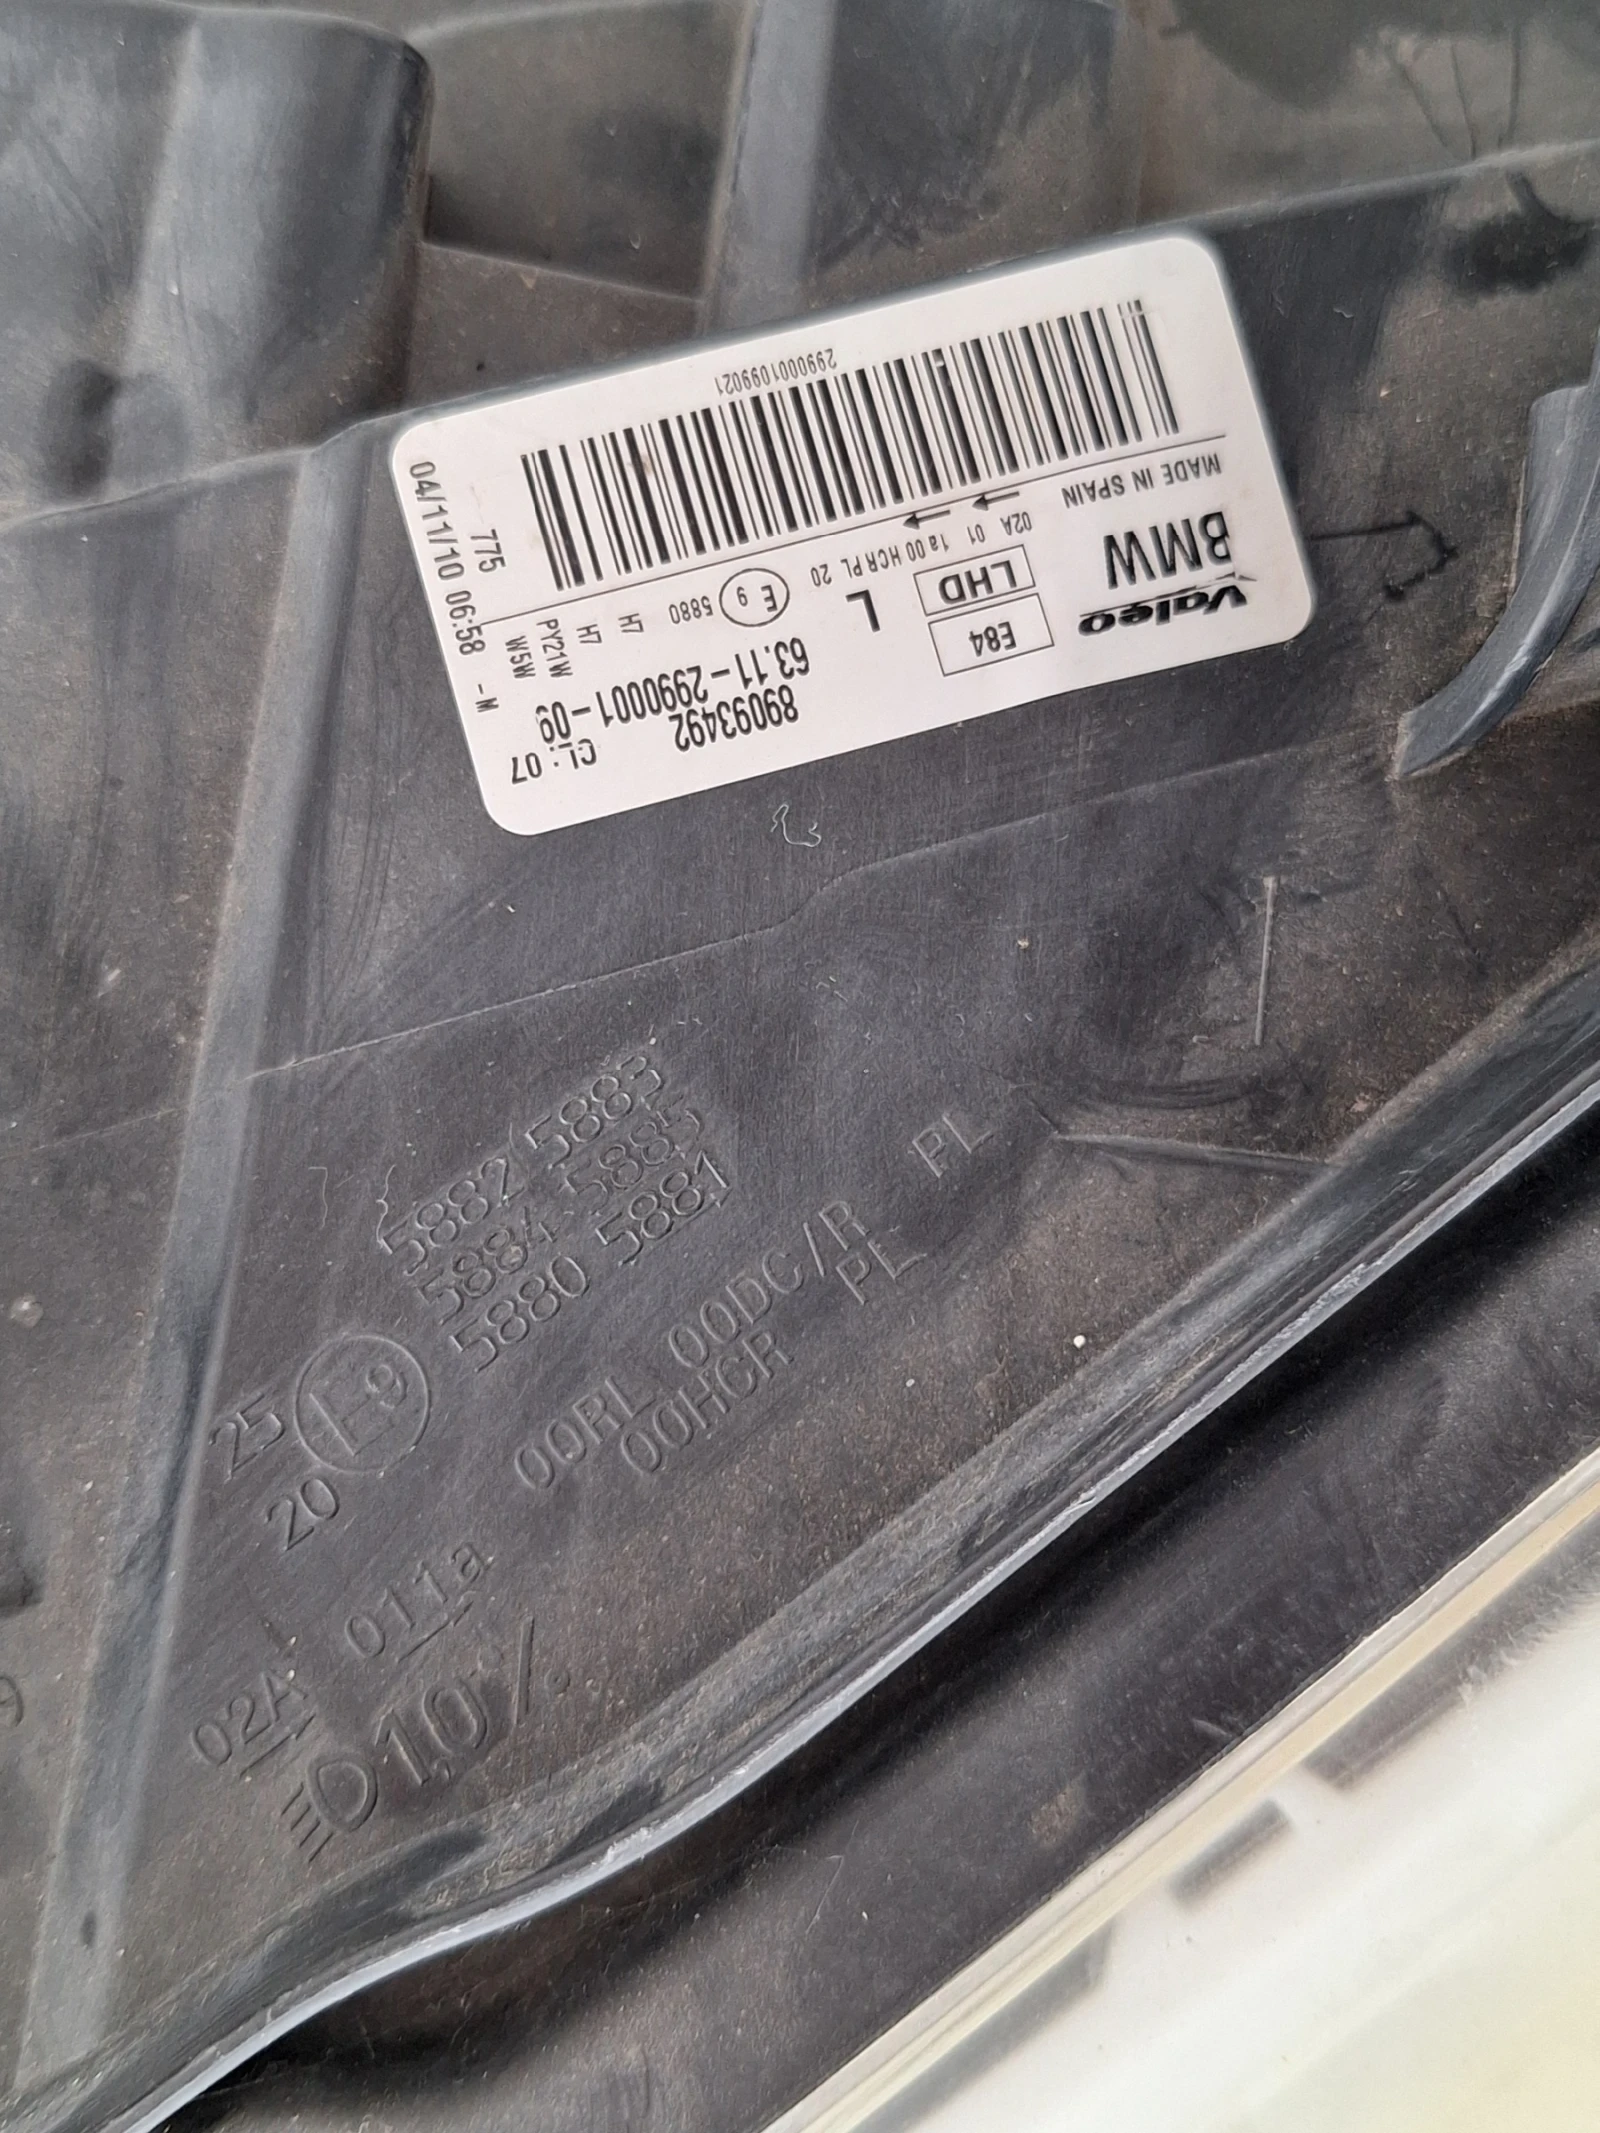 Valeo
BMW
MADE IN SPAIN
E84
LHD
L
02A 01 1a 00 HCR PL 20
E 9 5880
89093492
63.11-2990001-09
CL: 07
H7
H7
PY21W
W5W
2990001099021
775
04/11/10 06:58 -M
5882 5883
5884 5885
25 E9 5880 5881
20
00RL 00DC/R PL
00HCR PL
02A 011a
1,0%